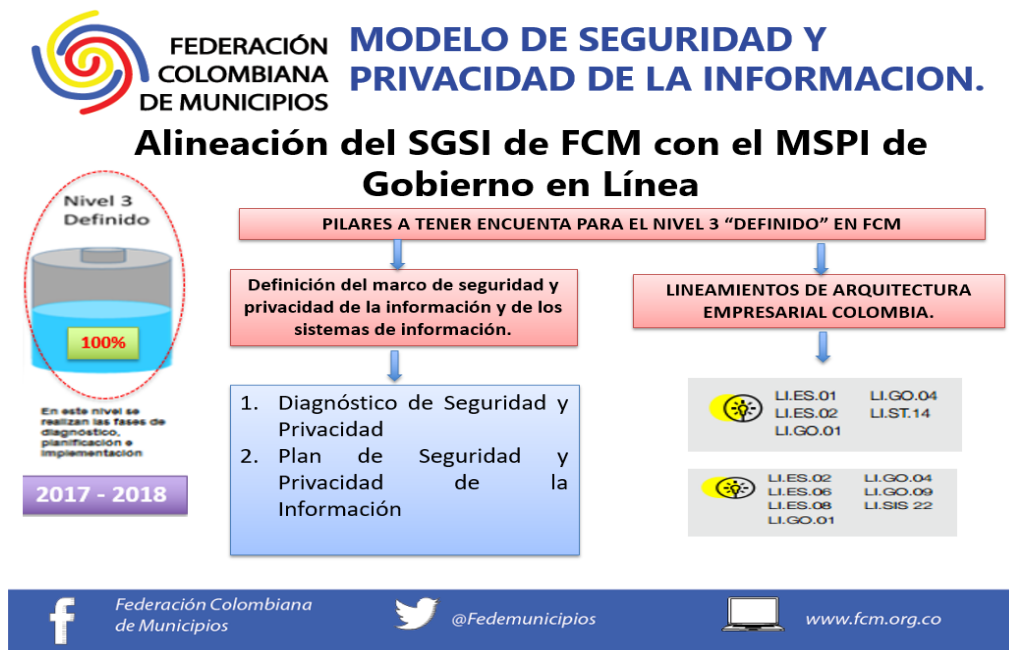 FEDERACIÓN
COLOMBIANA
DE MUNICIPIOS
MODELO DE SEGURIDAD Y
PRIVACIDAD DE LA INFORMACION.
Alineación del SGSI de FCM con el MSPI de
Gobierno en Línea
Nivel 3
Definido
100%
En este nivel se
realizan las fases de
diagnóstico,
planificación e
implementación
2017 - 2018
PILARES A TENER ENCUENTA PARA EL NIVEL 3 “DEFINIDO” EN FCM
Definición del marco de seguridad y
privacidad de la información y de los
sistemas de información.
1. Diagnóstico de Seguridad y
Privacidad
2. Plan de Seguridad y
Privacidad de la
Información
LINEAMIENTOS DE ARQUITECTURA
EMPRESARIAL COLOMBIA.
LI.ES.01 LI.GO.04
LI.ES.02 LI.ST.14
LI.GO.01
LI.ES.02 LI.GO.04
LI.ES.06 LI.GO.09
LI.ES.08 LI.SIS 22
LI.GO.01
Federación Colombiana
de Municipios
@Fedemunicipios
www.fcm.org.co